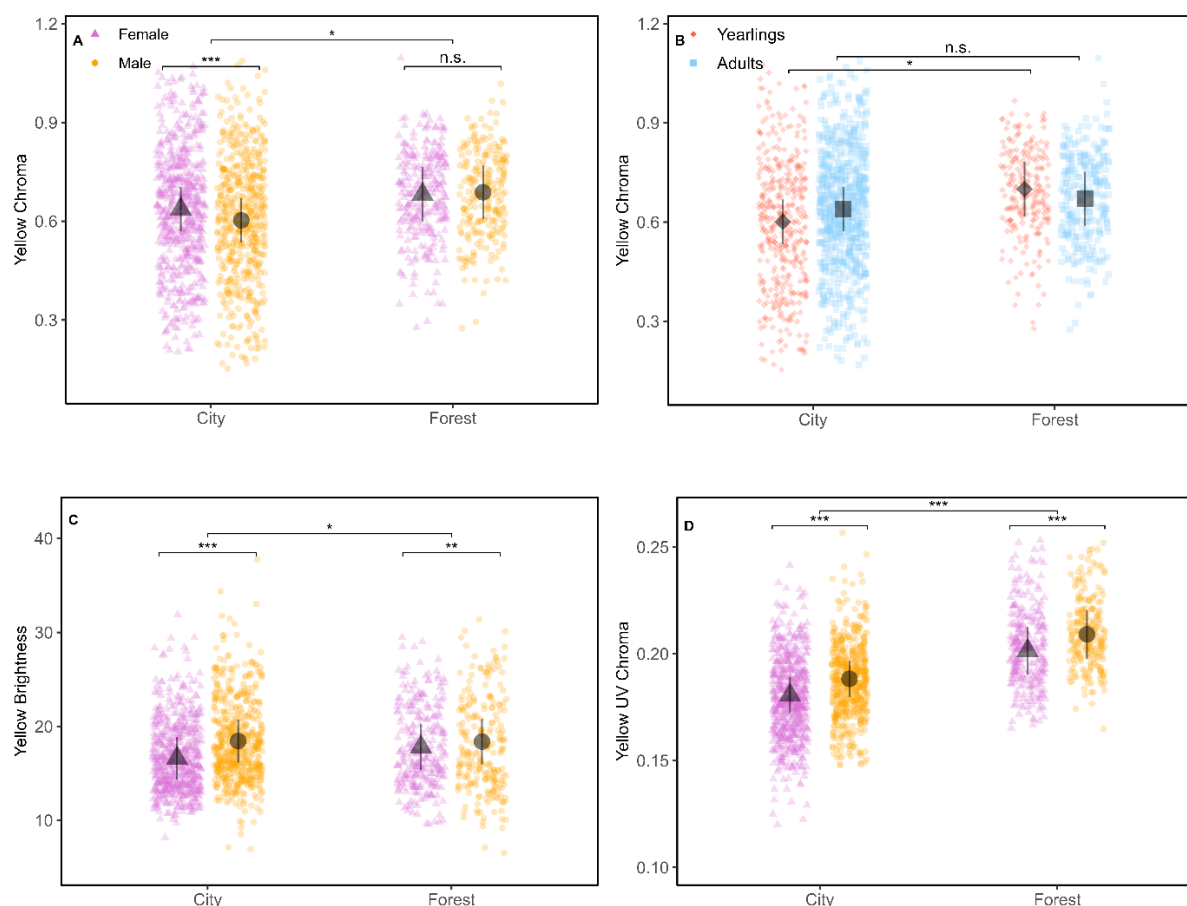 A
Female
Male
*
***
n.s.
Yellow Chroma
1.2
0.9
0.6
0.3
City
Forest
B
Yearlings
Adults
n.s.
*
Yellow Chroma
1.2
0.9
0.6
0.3
City
Forest
C
*
***
**
Yellow Brightness
40
30
20
10
City
Forest
D
***
***
***
Yellow UV Chroma
0.25
0.20
0.15
0.10
City
Forest